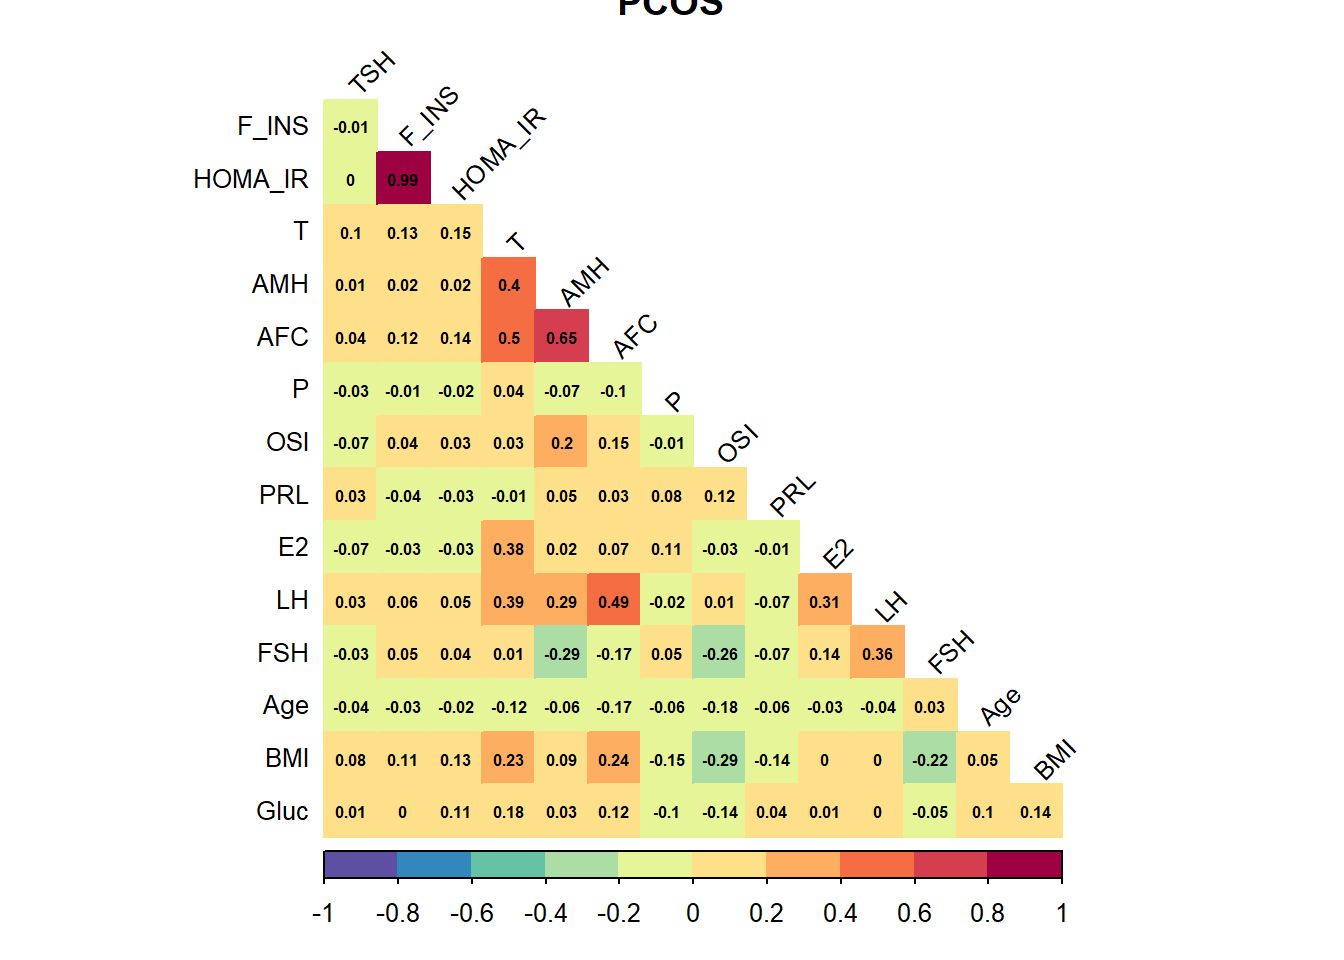 PCOS
TSH
F_INS -0.01 F_INS
HOMA_IR 0 0.99 HOMA_IR
T 0.1 0.13 0.15 T
AMH 0.01 0.02 0.02 0.4 AMH
AFC 0.04 0.12 0.14 0.5 0.65 AFC
P -0.03 -0.01 -0.02 0.04 -0.07 -0.1 P
OSI -0.07 0.04 0.03 0.03 0.2 0.15 -0.01 OSI
PRL 0.03 -0.04 -0.03 -0.01 0.05 0.03 0.08 0.12 PRL
E2 -0.07 -0.03 -0.03 0.38 0.02 0.07 0.11 -0.03 -0.01 E2
LH 0.03 0.06 0.05 0.39 0.29 0.49 -0.02 0.01 -0.07 0.31 LH
FSH -0.03 0.05 0.04 0.01 -0.29 -0.17 0.05 -0.26 -0.07 0.14 0.36 FSH
Age -0.04 -0.03 -0.02 -0.12 -0.06 -0.17 -0.06 -0.18 -0.06 -0.03 -0.04 0.03 Age
BMI 0.08 0.11 0.13 0.23 0.09 0.24 -0.15 -0.29 -0.14 0 0 -0.22 0.05 BMI
Gluc 0.01 0 0.11 0.18 0.03 0.12 -0.1 -0.14 0.04 0.01 0 -0.05 0.1 0.14
-1 -0.8 -0.6 -0.4 -0.2 0 0.2 0.4 0.6 0.8 1